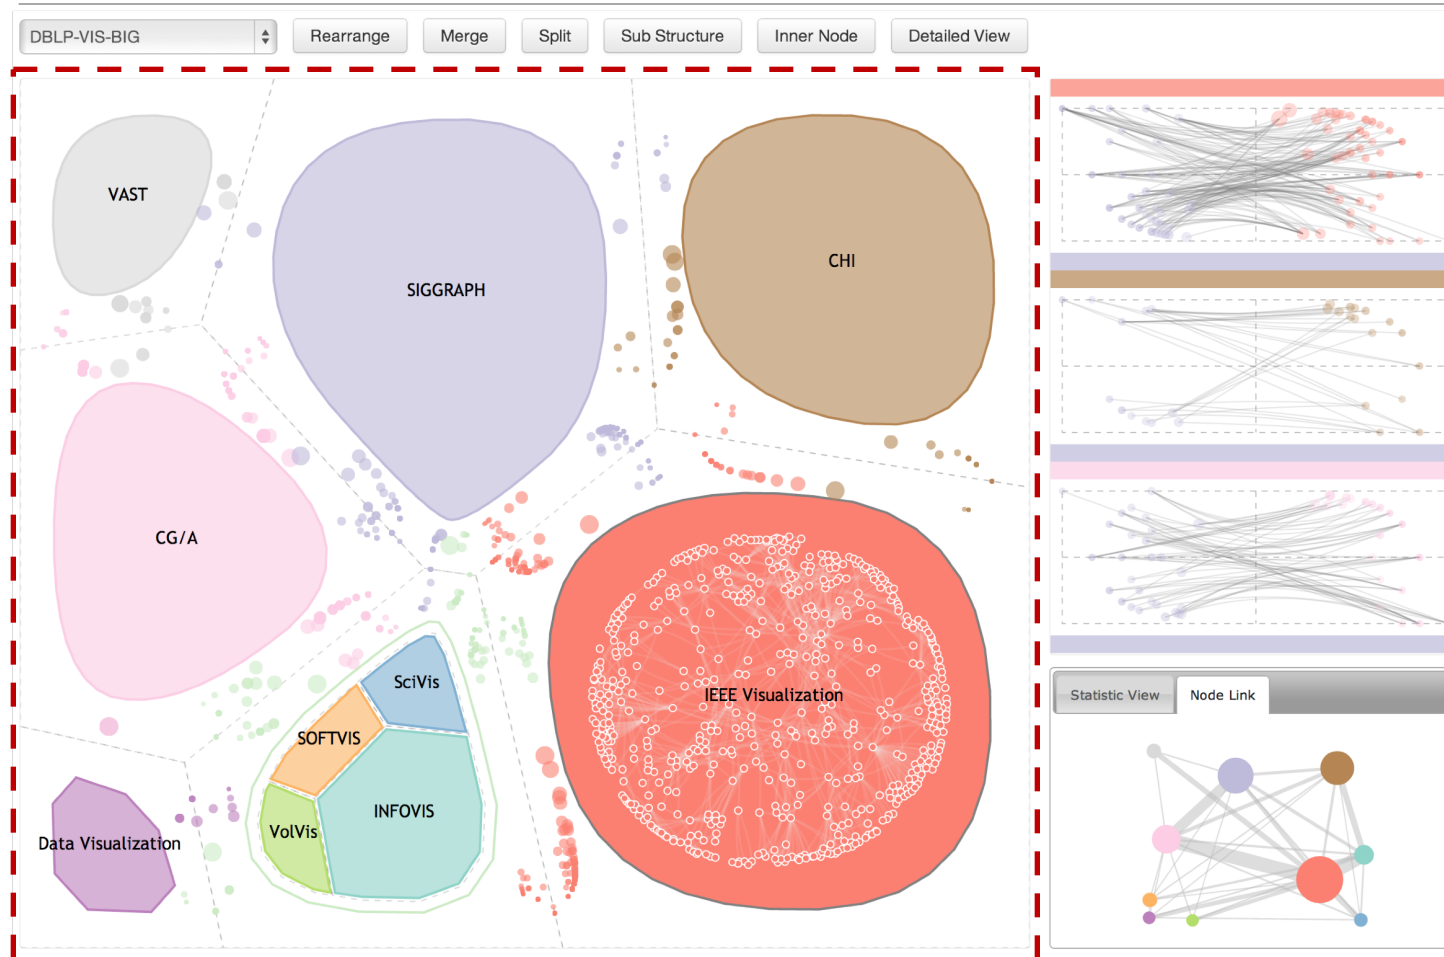 DBLP-VIS-BIG
Rearrange
Merge
Split
Sub Structure
Inner Node
Detailed View
VAST
SIGGRAPH
CHI
CG/A
SciVis
SOFTVIS
INFOVIS
VolVis
Data Visualization
IEEE Visualization
Statistic View
Node Link